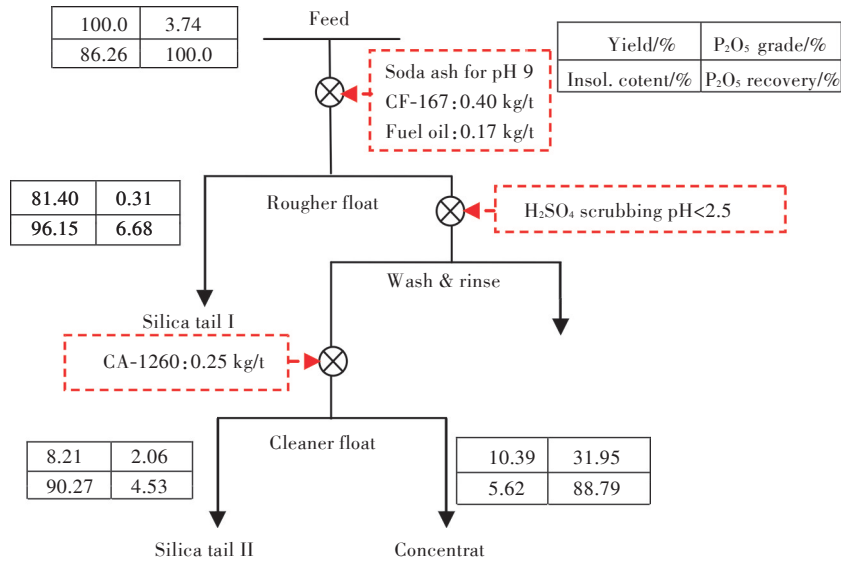 Feed
100.0 3.74
86.26 100.0
Yield/% P₂O₅ grade/%
Insol. cotent/% P₂O₅ recovery/%
Soda ash for pH 9
CF-167:0.40 kg/t
Fuel oil:0.17 kg/t
81.40 0.31
96.15 6.68
Rougher float
H₂SO₄ scrubbing pH<2.5
Wash & rinse
Silica tail I
CA-1260:0.25 kg/t
Cleaner float
8.21 2.06
90.27 4.53
10.39 31.95
5.62 88.79
Silica tail II
Concentrat